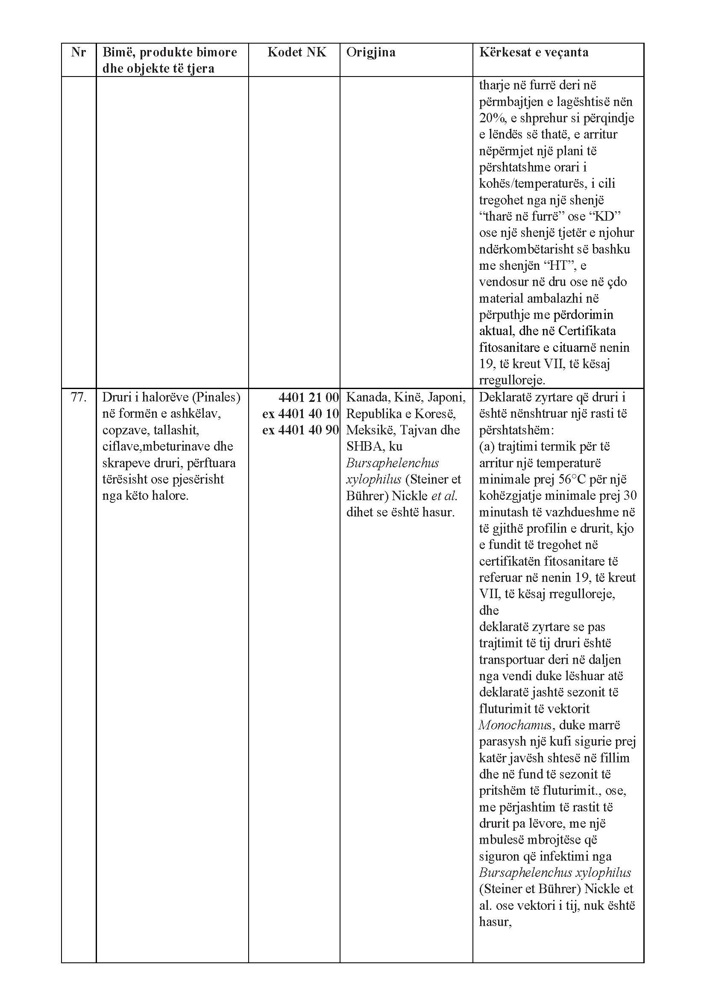 Nr
Bimë, produkte bimore
dhe objekte të tjera
Kodet NK
Origjina
Kërkesat e veçanta
tharje në furrë deri në
përmbajtjen e lagështisë nën
20%, e shprehur si përqindje
e lëndës së thatë, e arritur
nëpërmjet një plani të
përshtatshme orari i
kohës/temperaturës, i cili
tregohet nga një shenjë
“tharë në furrë” ose “KD”
ose një shenjë tjetër e njohur
ndërkombëtarisht së bashku
me shenjën “HT”, e
vendosur në dru ose në çdo
material ambalazhi në
përputhje me përdorimin
aktual, dhe në Certifikata
fitosanitare e cituarnë nenin
19, të kreut VII, të kësaj
rregulloreje.
77.
Druri i halorëve (Pinales)
në formën e ashkëlav,
copzave, tallashit,
ciflave,mbeturinave dhe
skrapeve druri, përftuara
tërësisht ose pjesërisht
nga këto halore.
4401 21 00
ex 4401 40 10
ex 4401 40 90
Kanada, Kinë, Japoni,
Republika e Koresë,
Meksikë, Tajvan dhe
SHBA, ku
Bursaphelenchus
xylophilus (Steiner et
Bührer) Nickle et al.
dihet se është hasur.
Deklaratë zyrtare që druri i
është nënshtruar një rasti të
përshtatshëm:
(a) trajtimi termik për të
arritur një temperaturë
minimale prej 56°C për një
kohëzgjatje minimale prej 30
minutash të vazhdueshme në
të gjithë profilin e drurit, kjo
e fundit të tregohet në
certifikatën fitosanitare të
referuar në nenin 19, të kreut
VII, të kësaj rregulloreje,
dhe
deklaratë zyrtare se pas
trajtimit të tij druri është
transportuar deri në daljen
nga vendi duke lëshuar atë
deklaratë jashtë sezonit të
fluturimit të vektorit
Monochamus, duke marrë
parasysh një kufi sigurie prej
katër javësh shtesë në fillim
dhe në fund të sezonit të
pritshëm të fluturimit., ose,
me përjashtim të rastit të
drurit pa lëvore, me një
mbulesë mbrojtëse që
siguron që infektimi nga
Bursaphelenchus xylophilus
(Steiner et Bührer) Nickle et
al. ose vektori i tij, nuk është
hasur,